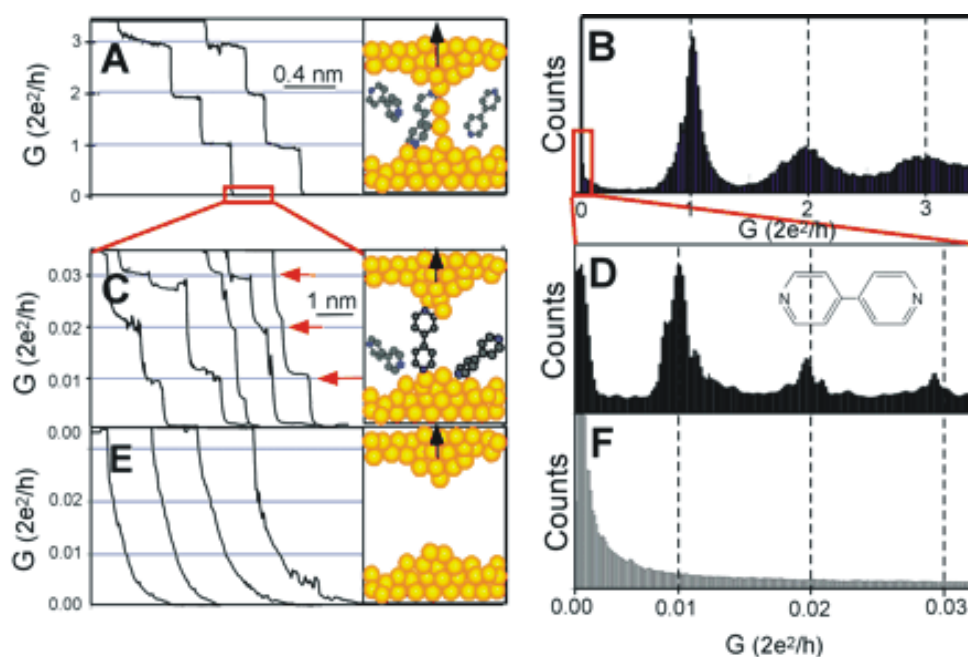 A
G (2e²/h)
3
2
1
0
0.4 nm
B
Counts
0
1
2
3
G (2e²/h)
C
G (2e²/h)
0.03
0.02
0.01
1 nm
D
Counts
N
N
E
G (2e²/h)
0.00
0.02
0.01
0.00
F
Counts
0.00
0.01
0.02
0.03
G (2e²/h)